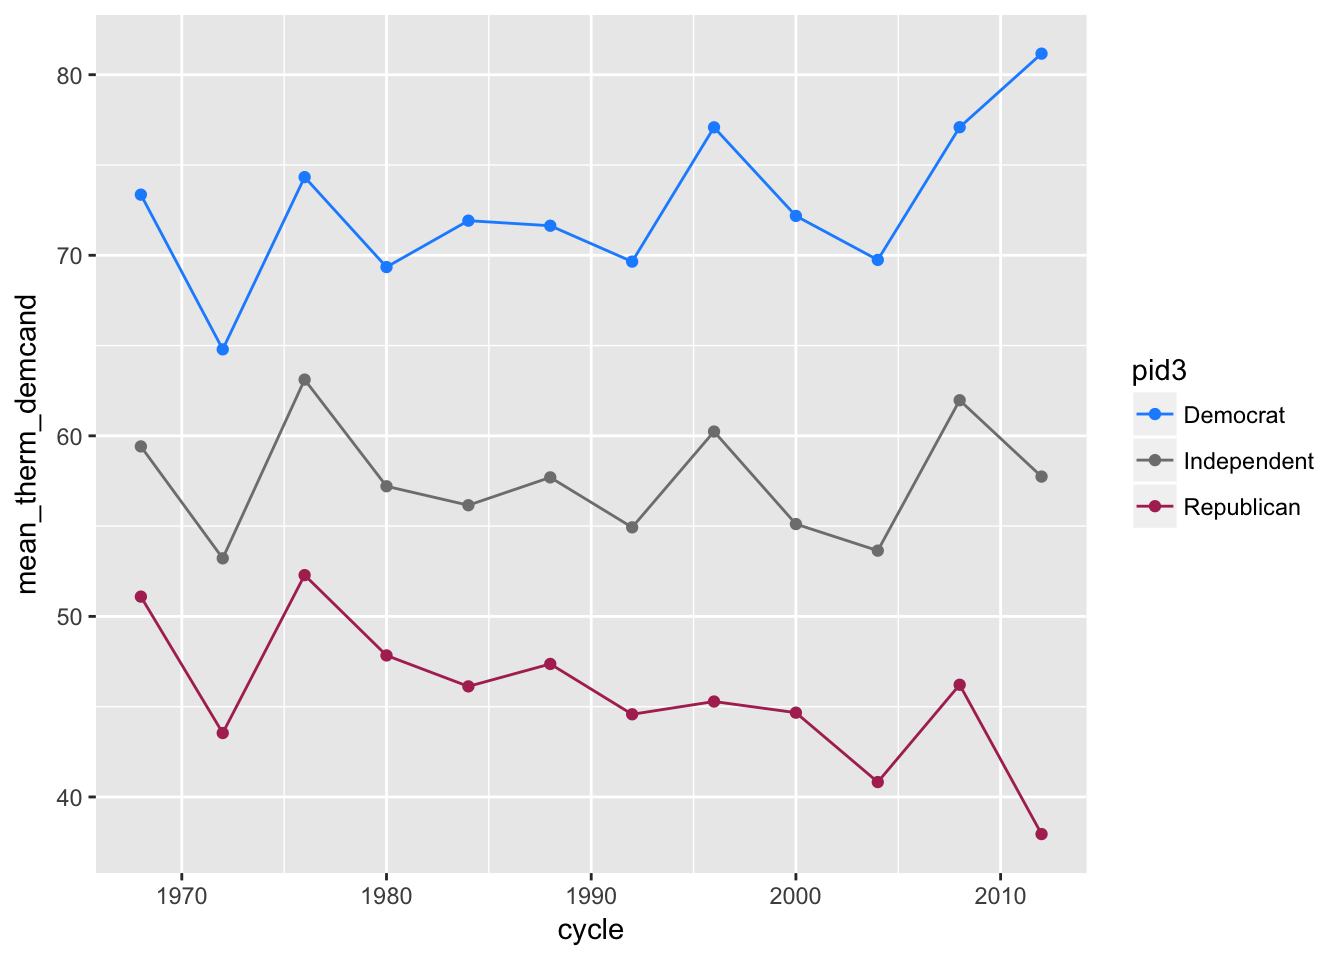 80
70
60
50
40
mean_therm_demcand
1970 1980 1990 2000 2010
cycle
pid3
Democrat
Independent
Republican